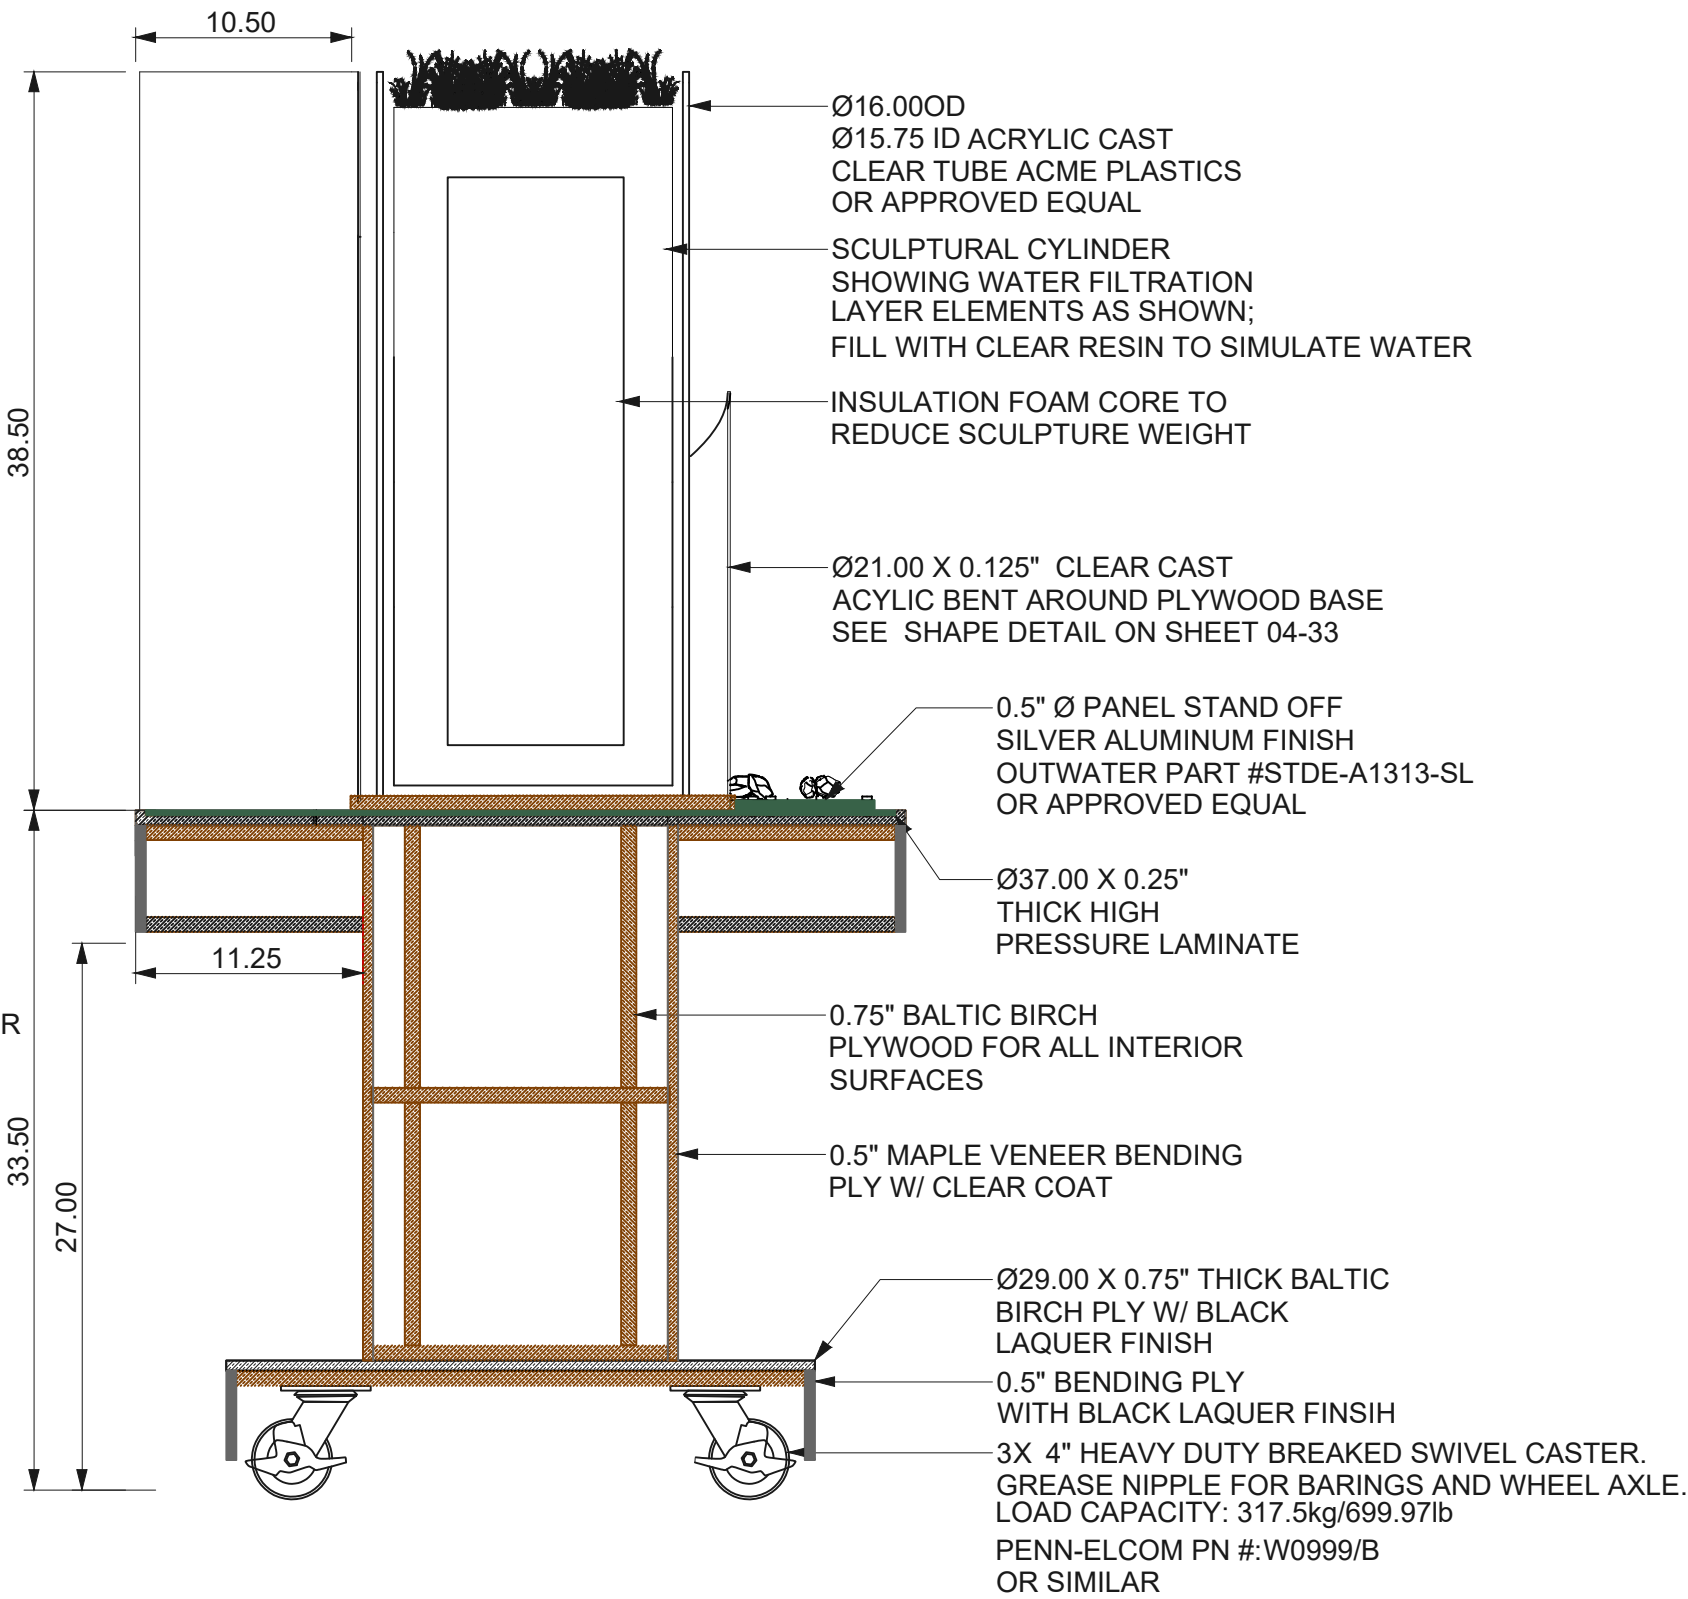 10.50
Ø16.00OD
Ø15.75 ID ACRYLIC CAST
CLEAR TUBE ACME PLASTICS
OR APPROVED EQUAL
SCULPTURAL CYLINDER
SHOWING WATER FILTRATION
LAYER ELEMENTS AS SHOWN;
FILL WITH CLEAR RESIN TO SIMULATE WATER
INSULATION FOAM CORE TO
REDUCE SCULPTURE WEIGHT
38.50
Ø21.00 X 0.125" CLEAR CAST
ACYLIC BENT AROUND PLYWOOD BASE
SEE SHAPE DETAIL ON SHEET 04-33
0.5" Ø PANEL STAND OFF
SILVER ALUMINUM FINISH
OUTWATER PART #STDE-A1313-SL
OR APPROVED EQUAL
Ø37.00 X 0.25"
THICK HIGH
PRESSURE LAMINATE
11.25
R
0.75" BALTIC BIRCH
PLYWOOD FOR ALL INTERIOR
SURFACES
33.50
27.00
0.5" MAPLE VENEER BENDING
PLY W/ CLEAR COAT
Ø29.00 X 0.75" THICK BALTIC
BIRCH PLY W/ BLACK
LAQUER FINISH
0.5" BENDING PLY
WITH BLACK LAQUER FINSIH
3X 4" HEAVY DUTY BREAKED SWIVEL CASTER.
GREASE NIPPLE FOR BARINGS AND WHEEL AXLE.
LOAD CAPACITY: 317.5kg/699.97lb
PENN-ELCOM PN #:W0999/B
OR SIMILAR